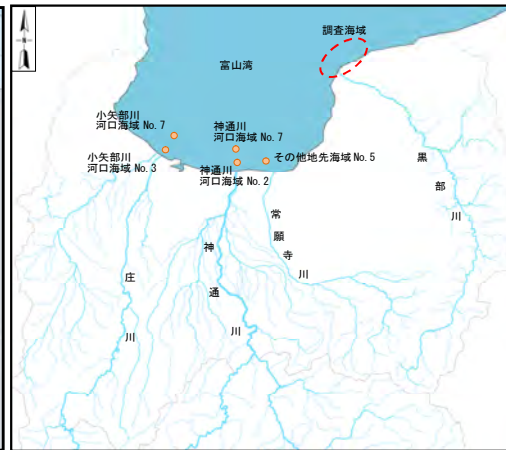 調査海域
富山湾
小矢部川
河口海域 No. 7
神通川
河口海域 No. 7
小矢部川
河口海域 No. 3
その他地先海域 No. 5
神通川
河口海域 No. 2
黒部川
常願寺川
庄川
神通川